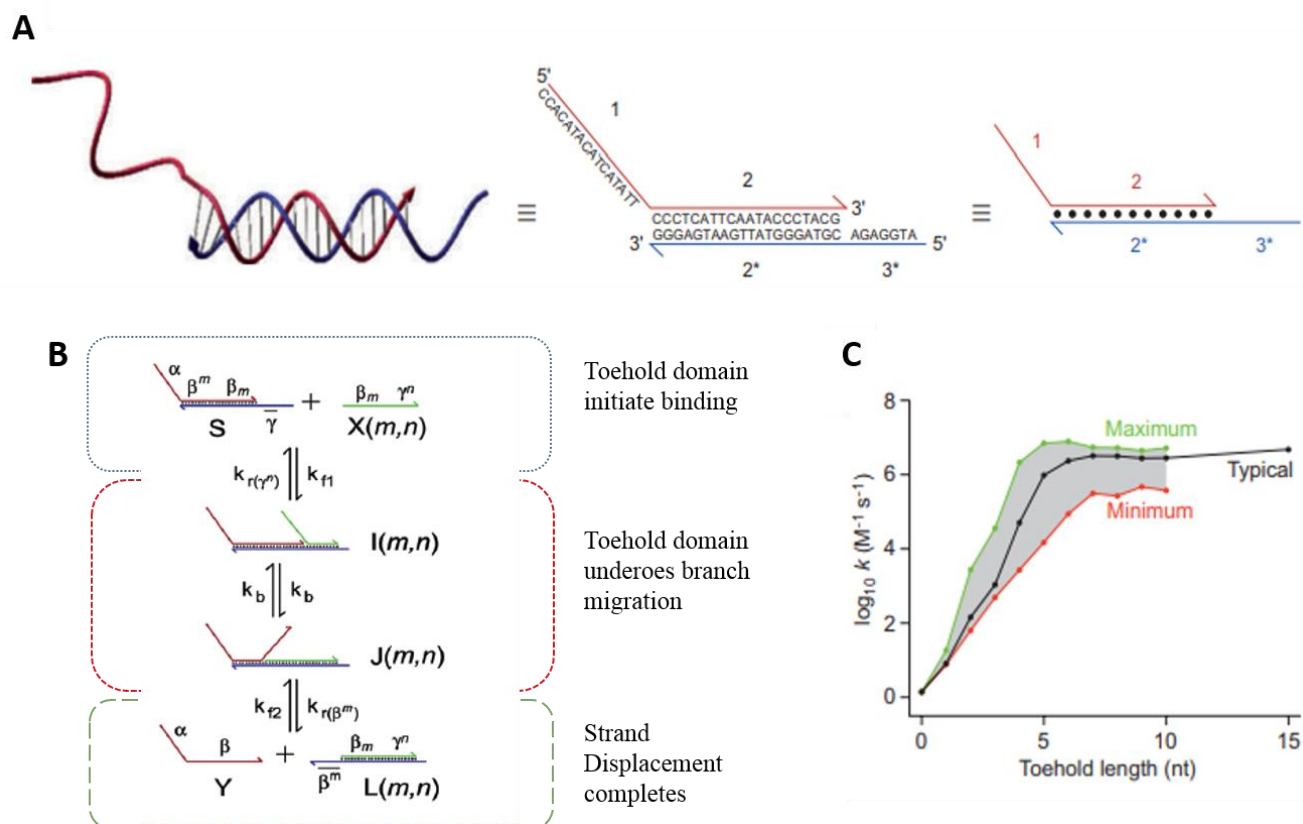 A
5'
CCACATACATCATATT
1
2
CCCTCATTCAATACCCTACG
3'
3'
GGGAGTAAGTTATGGGATGC AGAGGTA
5'
2*
3*
≡
≡
1
2
2*
3*
B
α
β^m
β_m
S
γ̅
+
β_m
γ^n
X(m,n)
Toehold domain
initiate binding
k_r(γ^n)
k_f1
I(m,n)
k_b
k_b
J(m,n)
Toehold domain
underoes branch
migration
k_f2
k_r(β^m)
α
β
Y
+
β_m
γ^n
β̅^m
L(m,n)
Strand
Displacement
completes
C
8
6
4
2
0
log10 k (M⁻¹ s⁻¹)
Maximum
Typical
Minimum
0
5
10
15
Toehold length (nt)